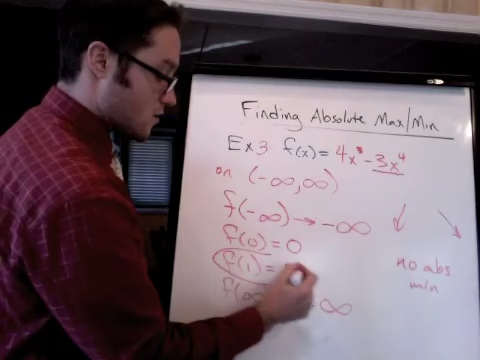 Finding Absolute Max/Min
Ex 3 f(x) = 4x³ - 3x⁴
on (-∞,∞)
f(-∞) → -∞
f(0) = 0
f(1) =
no abs
min
-∞